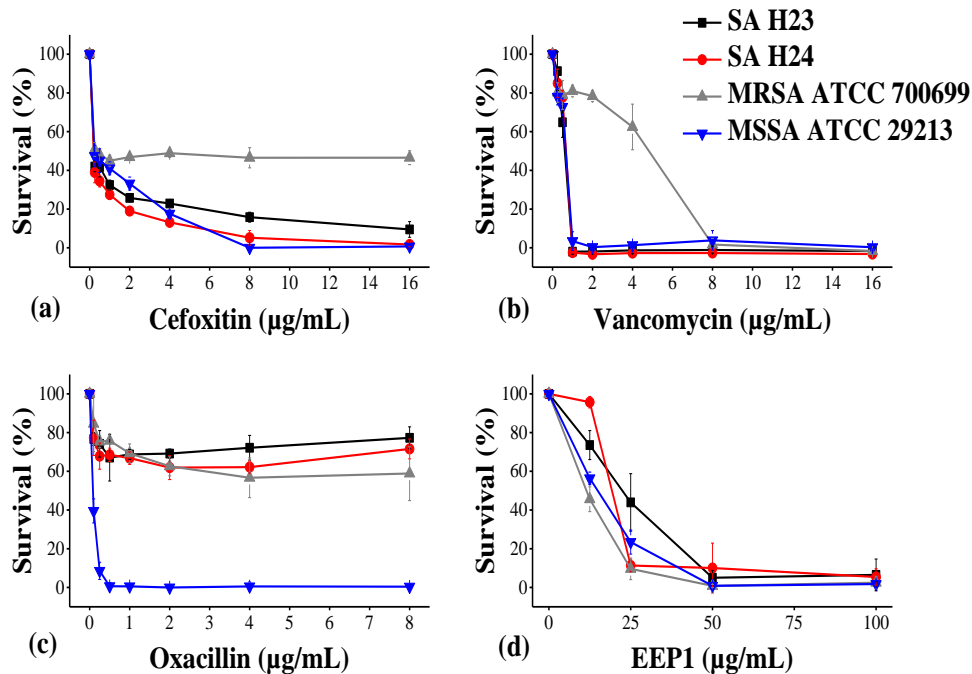 SA H23
SA H24
MRSA ATCC 700699
MSSA ATCC 29213
Survival (%)
100
80
60
40
20
0
0 2 4 6 8 10 12 14 16
(a)
Cefoxitin (µg/mL)
Survival (%)
100
80
60
40
20
0
0 2 4 6 8 10 12 14 16
(b)
Vancomycin (µg/mL)
Survival (%)
100
80
60
40
20
0
0 1 2 3 4 5 6 7 8
(c)
Oxacillin (µg/mL)
Survival (%)
100
80
60
40
20
0
0 25 50 75 100
(d)
EEP1 (µg/mL)